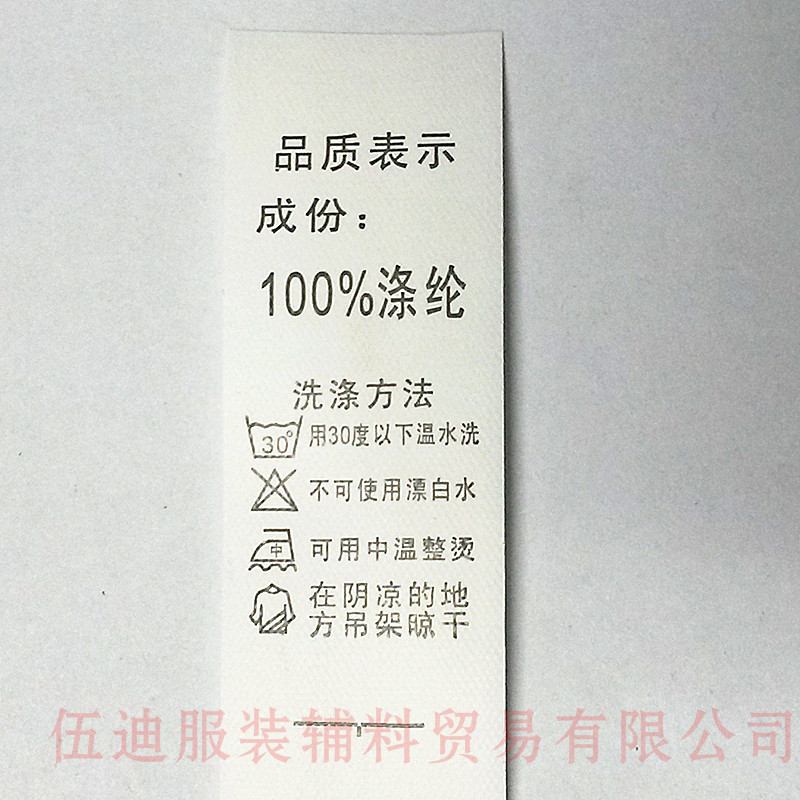 品质表示
成份：
100%涤纶
洗涤方法
30° 用30度以下温水洗
不可使用漂白水
中 可用中温整烫
在阴凉的地
方吊架晾干
伍迪服装辅料贸易有限公司